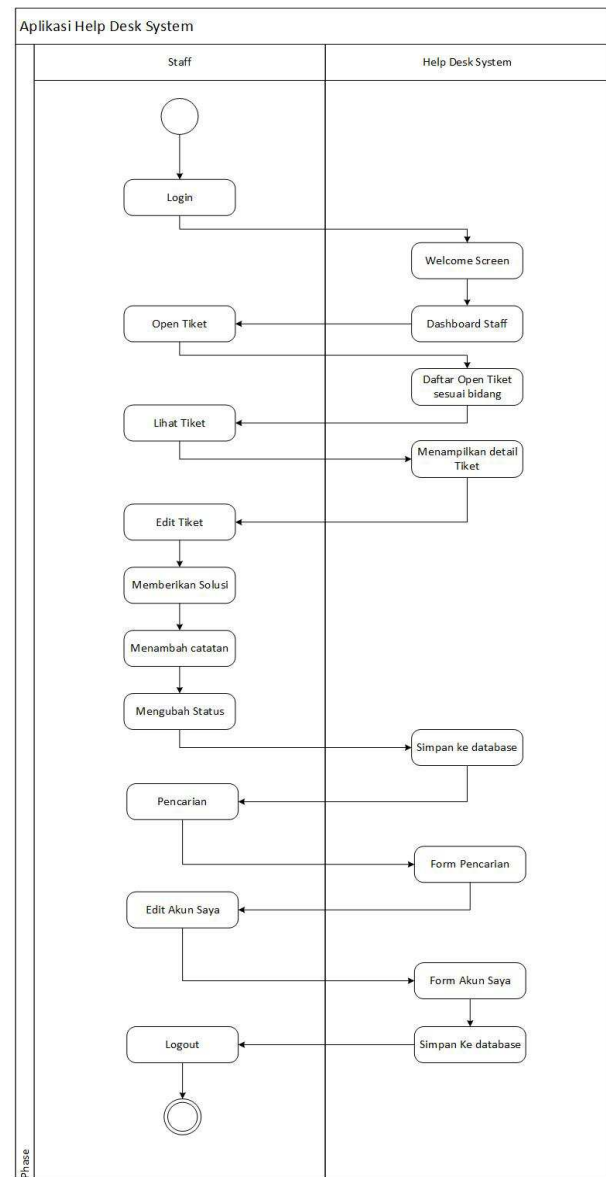 Aplikasi Help Desk System
Staff
Help Desk System
Login
Welcome Screen
Open Tiket
Dashboard Staff
Daftar Open Tiket
sesuai bidang
Lihat Tiket
Menampilkan detail
Tiket
Edit Tiket
Memberikan Solusi
Menambah catatan
Mengubah Status
Simpan ke database
Pencarian
Form Pencarian
Edit Akun Saya
Form Akun Saya
Logout
Simpan Ke database
Phase